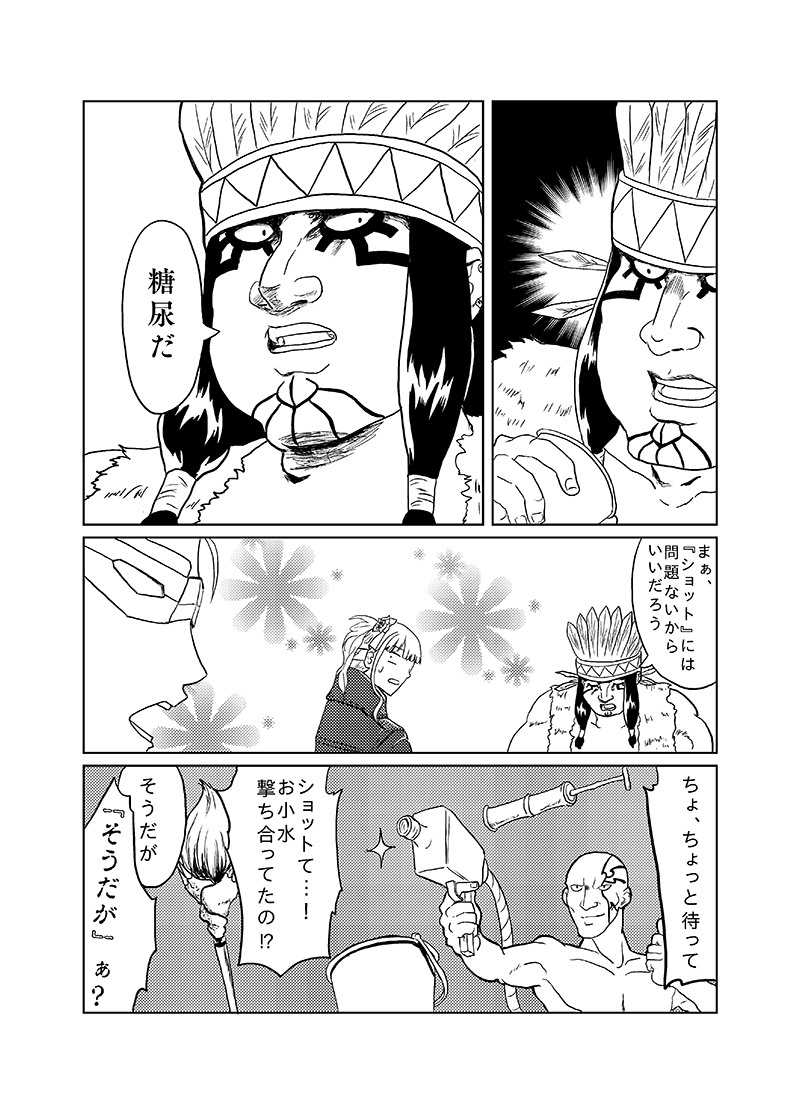 糖尿だ
まぁ、
『ショット』には
問題ないから
いいだろう
ちょ、ちょっと待って
ショットて…！
お小水
撃ち合ってたの⁉
そうだが
『そうだが』ぁ？